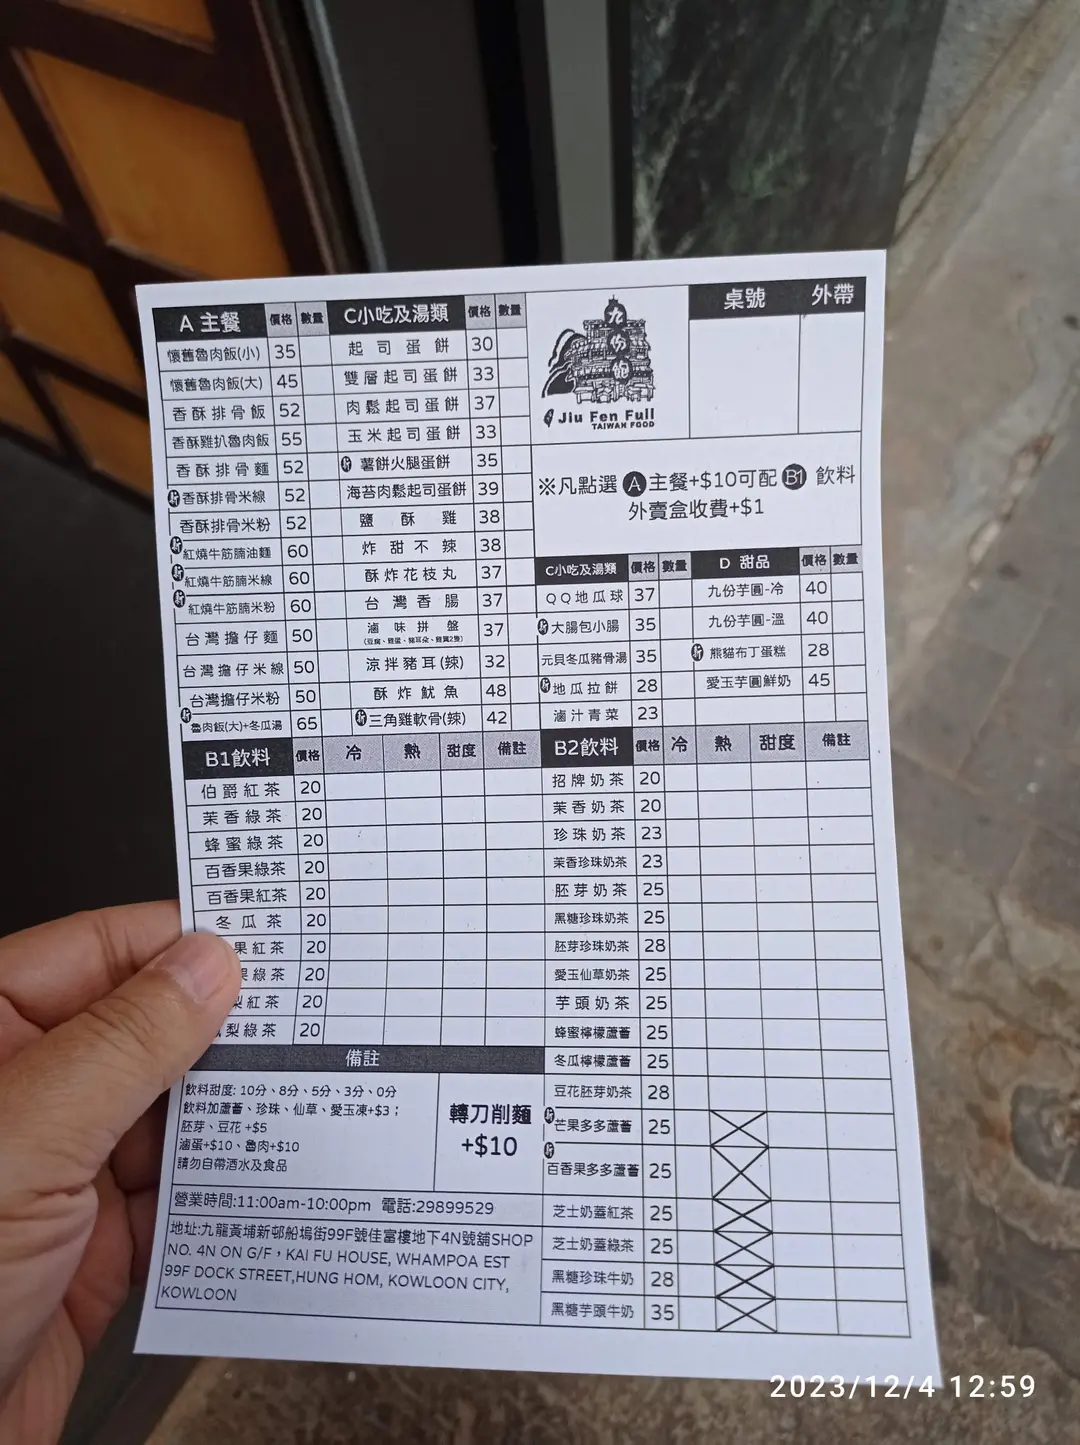 A 主餐 價格 數量
懷舊魯肉飯(小) 35
懷舊魯肉飯(大) 45
香酥排骨飯 52
香酥雞扒魯肉飯 55
香酥排骨麵 52
新 香酥排骨米線 52
香酥排骨米粉 52
新 紅燒牛筋腩油麵 60
新 紅燒牛筋腩米線 60
新 紅燒牛筋腩米粉 60
台灣擔仔麵 50
台灣擔仔米線 50
台灣擔仔米粉 50
新 魯肉飯(大)+冬瓜湯 65
C小吃及湯類 價格 數量
起司蛋餅 30
雙層起司蛋餅 33
肉鬆起司蛋餅 37
玉米起司蛋餅 33
新 薯餅火腿蛋餅 35
海苔肉鬆起司蛋餅 39
鹽酥雞 38
炸甜不辣 38
酥炸花枝丸 37
台灣香腸 37
滷味拼盤 37
涼拌豬耳(辣) 32
酥炸魷魚 48
新 三角雞軟骨(辣) 42
九份妮
Jiu Fen Full
TAIWAN FOOD
桌號 外帶
※凡點選 A 主餐+$10可配 B1 飲料
外賣盒收費+$1
C小吃及湯類 價格 數量
QQ地瓜球 37
新 大腸包小腸 35
元貝冬瓜豬骨湯 35
新 地瓜拉餅 28
滷汁青菜 23
D 甜品 價格 數量
九份芋圓-冷 40
九份芋圓-溫 40
新 熊貓布丁蛋糕 28
愛玉芋圓鮮奶 45
B1飲料 價格 冷 熱 甜度 備註
伯爵紅茶 20
茉香綠茶 20
蜂蜜綠茶 20
百香果綠茶 20
百香果紅茶 20
冬瓜茶 20
果紅茶 20
果綠茶 20
梨紅茶 20
梨綠茶 20
B2飲料 價格 冷 熱 甜度 備註
招牌奶茶 20
茉香奶茶 20
珍珠奶茶 23
茉香珍珠奶茶 23
胚芽奶茶 25
黑糖珍珠奶茶 25
胚芽珍珠奶茶 28
愛玉仙草奶茶 25
芋頭奶茶 25
蜂蜜檸檬蘆薈 25
冬瓜檸檬蘆薈 25
豆花胚芽奶茶 28
新 芒果多多蘆薈 25
新 百香果多多蘆薈 25
芝士奶蓋紅茶 25
芝士奶蓋綠茶 25
黑糖珍珠牛奶 28
黑糖芋頭牛奶 35
備註
飲料甜度: 10分、8分、5分、3分、0分
飲料加蘆薈、珍珠、仙草、愛玉凍+$3；
胚芽、豆花 +$5
滷蛋+$10、魯肉+$10
請勿自帶酒水及食品
轉刀削麵
+$10
營業時間:11:00am-10:00pm 電話:29899529
地址:九龍黃埔新邨船塢街99F號佳富樓地下4N號舖SHOP
NO. 4N ON G/F，KAI FU HOUSE, WHAMPOA EST
99F DOCK STREET,HUNG HOM, KOWLOON CITY,
KOWLOON
2023/12/4 12:59